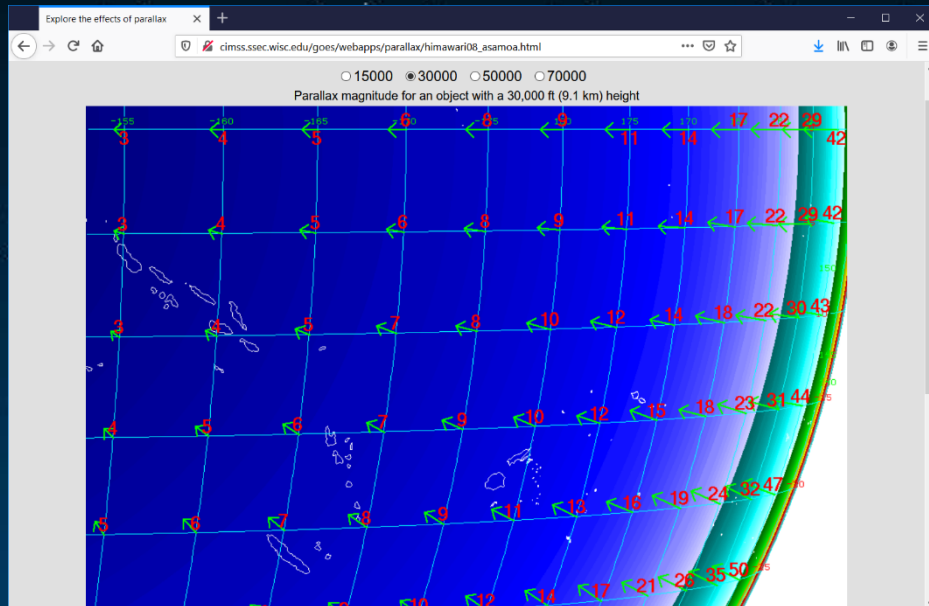 Explore the effects of parallax
cimss.ssec.wisc.edu/goes/webapps/parallax/himawari08_asamoa.html
15000 30000 50000 70000
Parallax magnitude for an object with a 30,000 ft (9.1 km) height
-155 -160 -165 -170 175 170
17 22 29
3 4 5 6 8 9 11 14 42
3 4 5 6 8 9 11 14 17 22 29 42
150
3 4 5 7 8 10 12 14 18 22 30 43
4 5 6 7 9 10 12 15 18 23 31 44
5 6 7 8 9 11 13 16 19 24 32 47
10 12 14 17 21 26 35 50